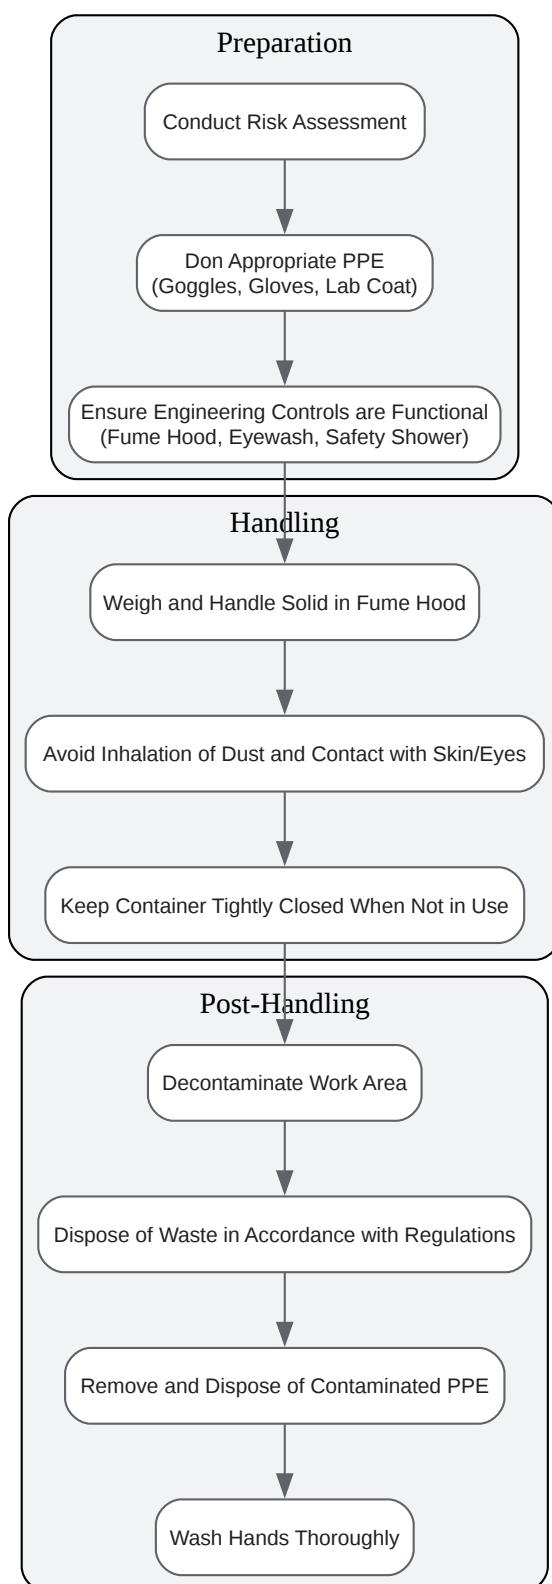 Preparation
Conduct Risk Assessment
Don Appropriate PPE
(Goggles, Gloves, Lab Coat)
Ensure Engineering Controls are Functional
(Fume Hood, Eyewash, Safety Shower)
Handling
Weigh and Handle Solid in Fume Hood
Avoid Inhalation of Dust and Contact with Skin/Eyes
Keep Container Tightly Closed When Not in Use
Post-Handling
Decontaminate Work Area
Dispose of Waste in Accordance with Regulations
Remove and Dispose of Contaminated PPE
Wash Hands Thoroughly